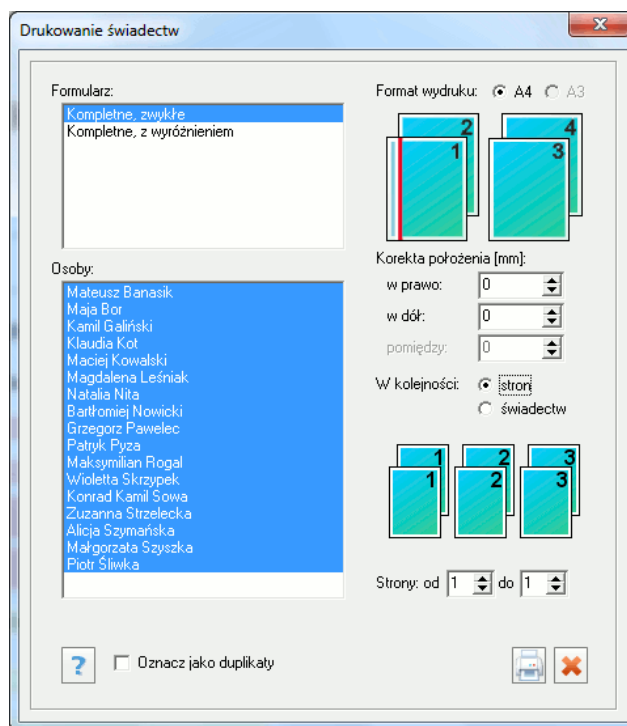 Drukowanie świadectw
Formularz:
Kompletne, zwykłe
Kompletne, z wyróżnieniem
Osoby:
Mateusz Banasik
Maja Bor
Kamil Galiński
Klaudia Kot
Maciej Kowalski
Magdalena Leśniak
Natalia Nita
Bartłomiej Nowicki
Grzegorz Pawelec
Patryk Pyza
Maksymilian Rogal
Wioletta Skrzypek
Konrad Kamil Sowa
Zuzanna Strzelecka
Alicja Szymańska
Małgorzata Szyszka
Piotr Śliwka
? Oznacz jako duplikaty
Format wydruku: A4 A3
2 4
1 3
Korekta położenia [mm]:
w prawo: 0
w dół: 0
pomiędzy: 0
W kolejności: stron
świadectw
1 2 3
1 2 3
Strony: od 1 do 1